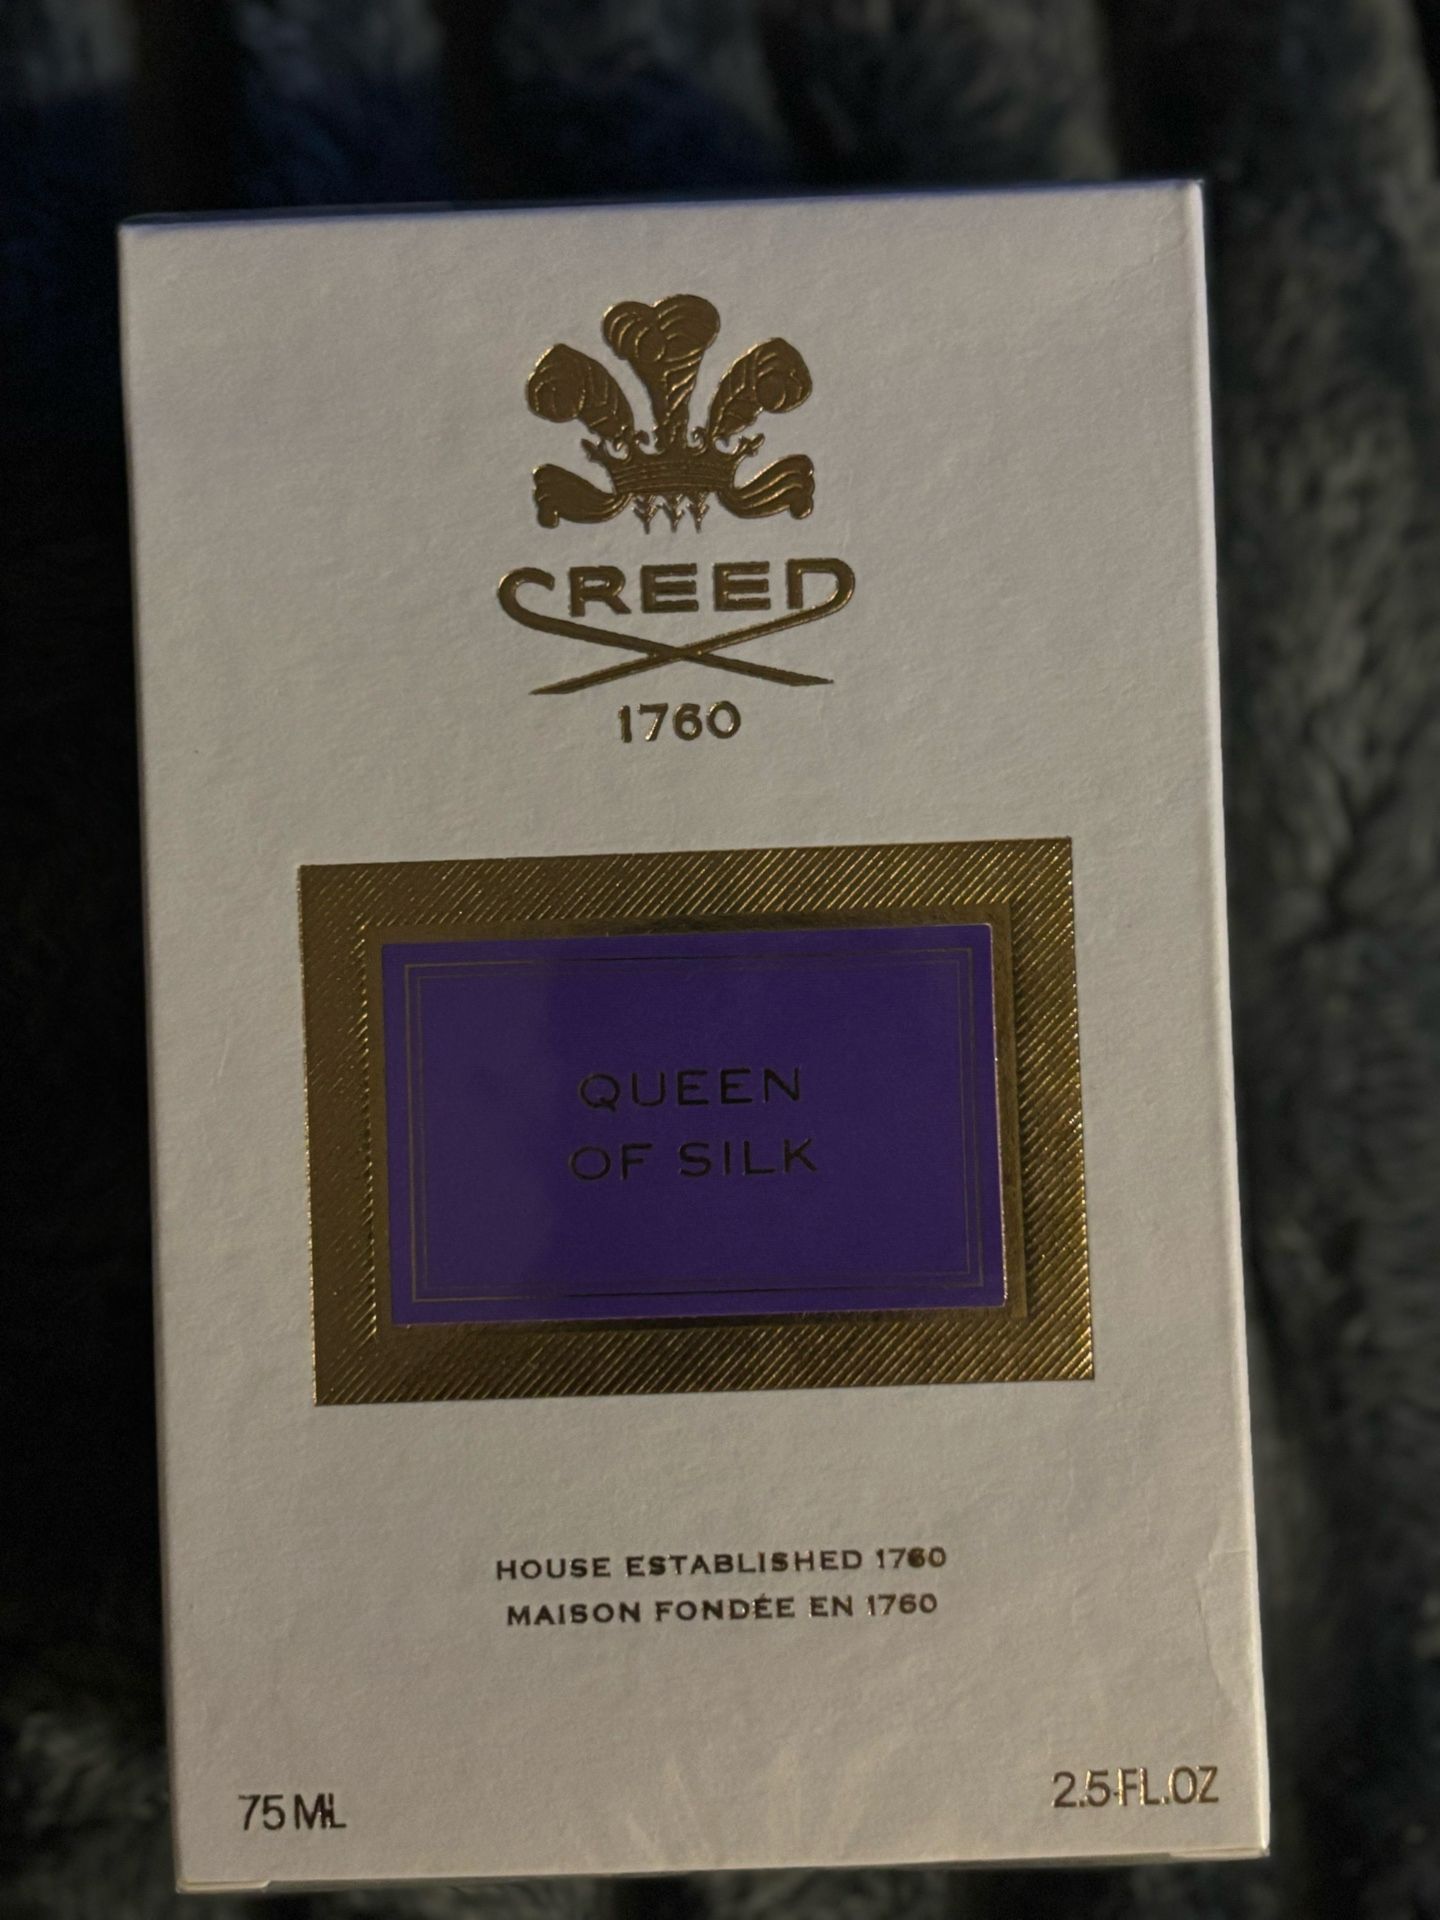 CREED
1760
QUEEN
OF SILK
HOUSE ESTABLISHED 1760
MAISON FONDÉE EN 1760
75 ML
2.5 FL.OZ